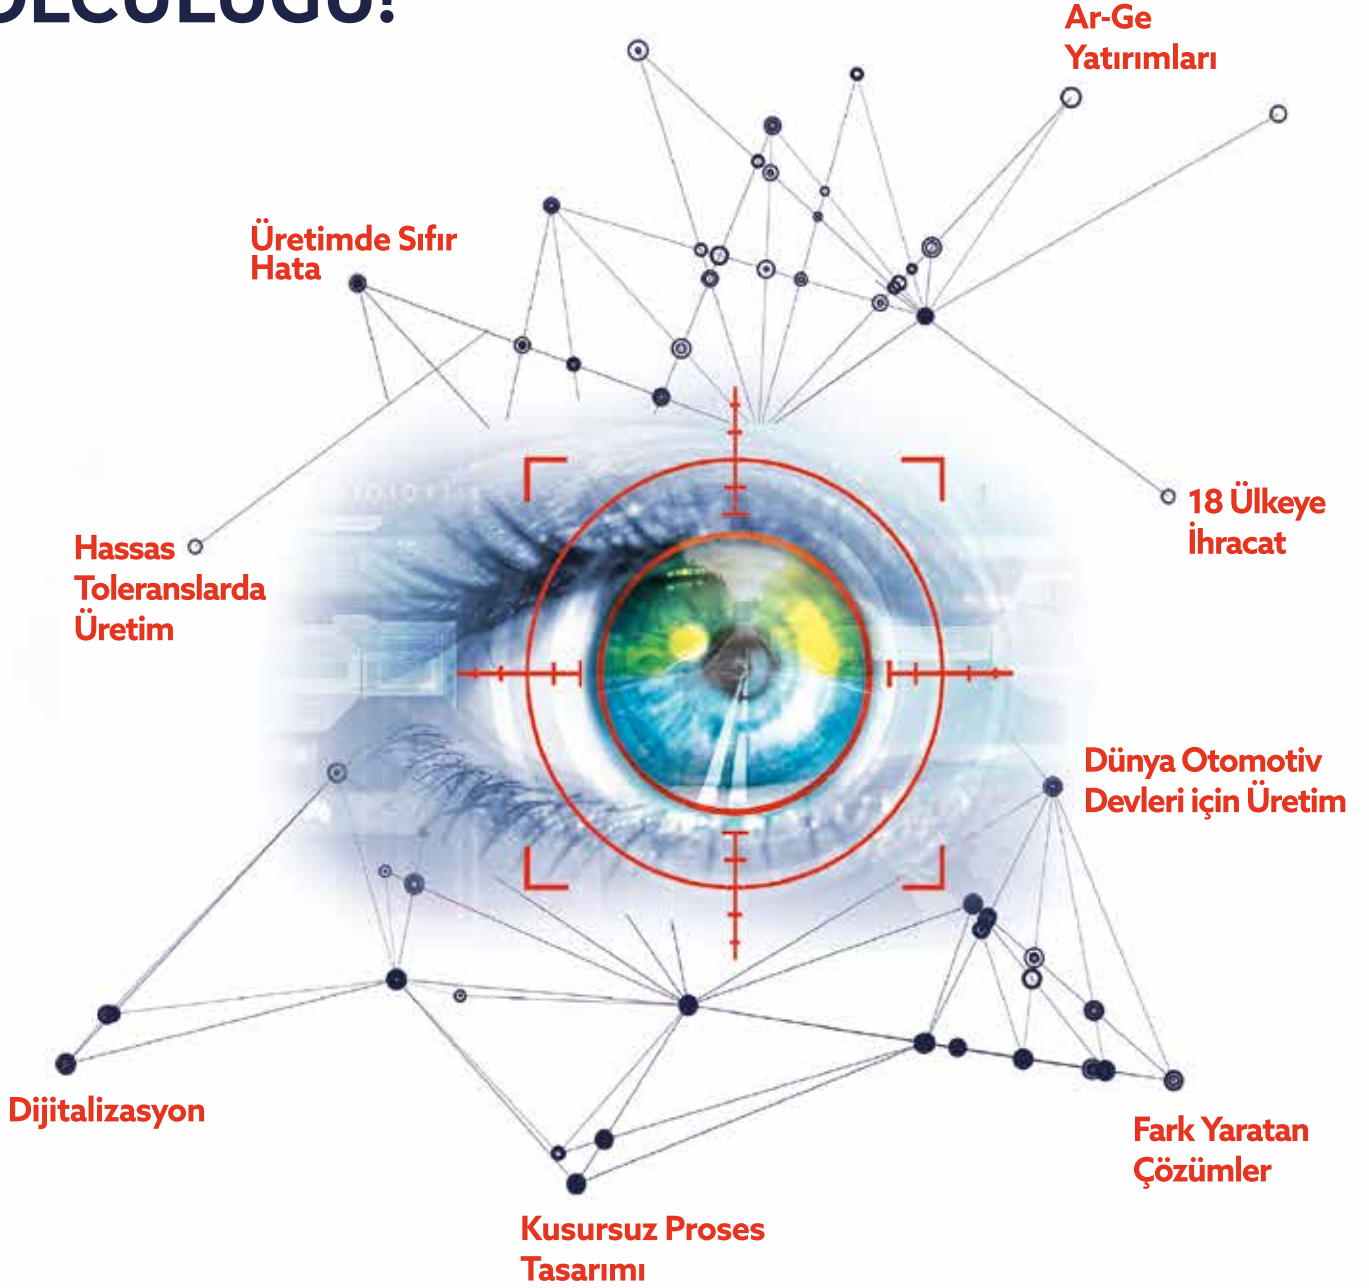 Ar-Ge
Yatırımları
Üretimde Sıfır
Hata
18 Ülkeye
İhracat
Hassas
Toleranslarda
Üretim
Dünya Otomotiv
Devleri için Üretim
Dijitalizasyon
Fark Yaratan
Çözümler
Kusursuz Proses
Tasarımı